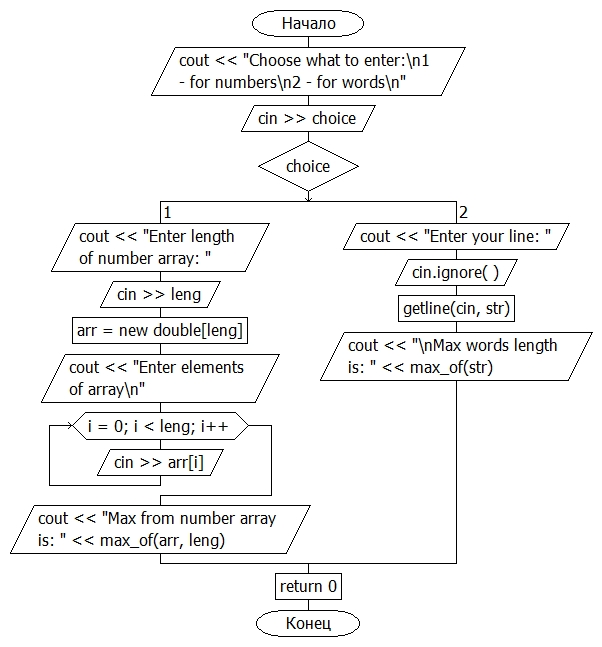 Начало
cout << "Choose what to enter:\n1
- for numbers\n2 - for words\n"
cin >> choice
choice
1
cout << "Enter length
of number array: "
cin >> leng
arr = new double[leng]
cout << "Enter elements
of array\n"
i = 0; i < leng; i++
cin >> arr[i]
cout << "Max from number array
is: " << max_of(arr, leng)
2
cout << "Enter your line: "
cin.ignore( )
getline(cin, str)
cout << "\nMax words length
is: " << max_of(str)
return 0
Конец